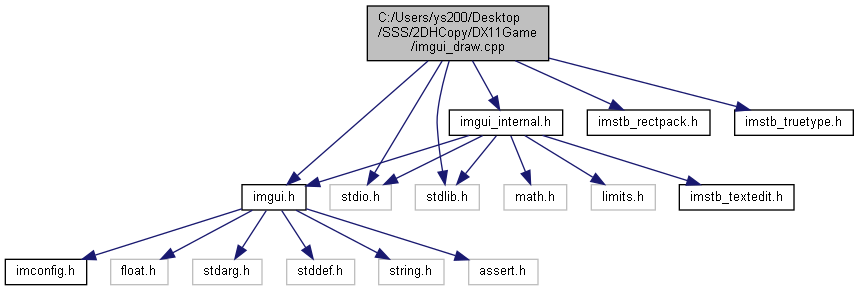 C:/Users/ys200/Desktop
/SSS/2DHCopy/DX11Game
/imgui_draw.cpp
imgui_internal.h
imstb_rectpack.h
imstb_truetype.h
imgui.h
stdio.h
stdlib.h
math.h
limits.h
imstb_textedit.h
imconfig.h
float.h
stdarg.h
stddef.h
string.h
assert.h